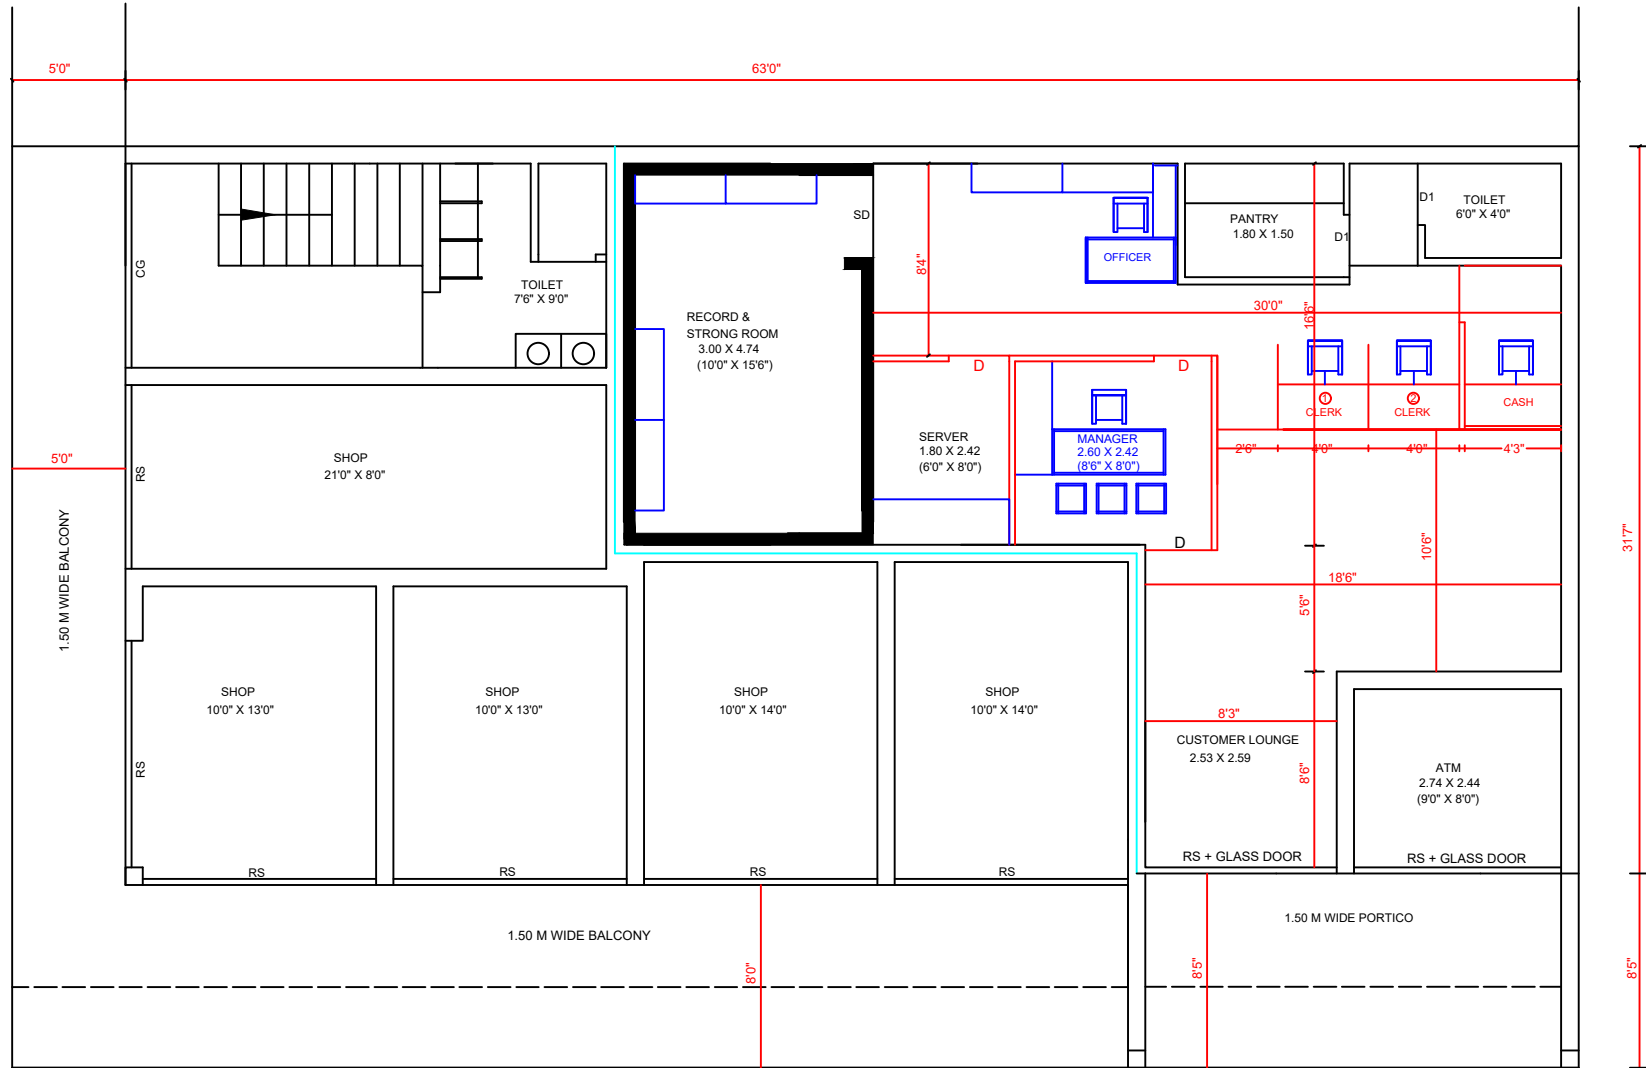 5'0"
63'0"
CG
TOILET
7'6" X 9'0"
RECORD &
STRONG ROOM
3.00 X 4.74
(10'0" X 15'6")
SD
8'4"
OFFICER
PANTRY
1.80 X 1.50
D1
D1
TOILET
6'0" X 4'0"
30'0"
16'6"
D
D
SERVER
1.80 X 2.42
(6'0" X 8'0")
MANAGER
2.60 X 2.42
(8'6" X 8'0")
D
1
CLERK
2
CLERK
CASH
2'6"
4'0"
4'0"
4'3"
5'0"
RS
SHOP
21'0" X 8'0"
1.50 M WIDE BALCONY
10'6"
18'6"
5'6"
31'7"
SHOP
10'0" X 13'0"
SHOP
10'0" X 13'0"
SHOP
10'0" X 14'0"
SHOP
10'0" X 14'0"
RS
8'3"
CUSTOMER LOUNGE
2.53 X 2.59
8'6"
ATM
2.74 X 2.44
(9'0" X 8'0")
RS
RS
RS
RS
RS + GLASS DOOR
RS + GLASS DOOR
1.50 M WIDE BALCONY
1.50 M WIDE PORTICO
8'0"
8'5"
8'5"